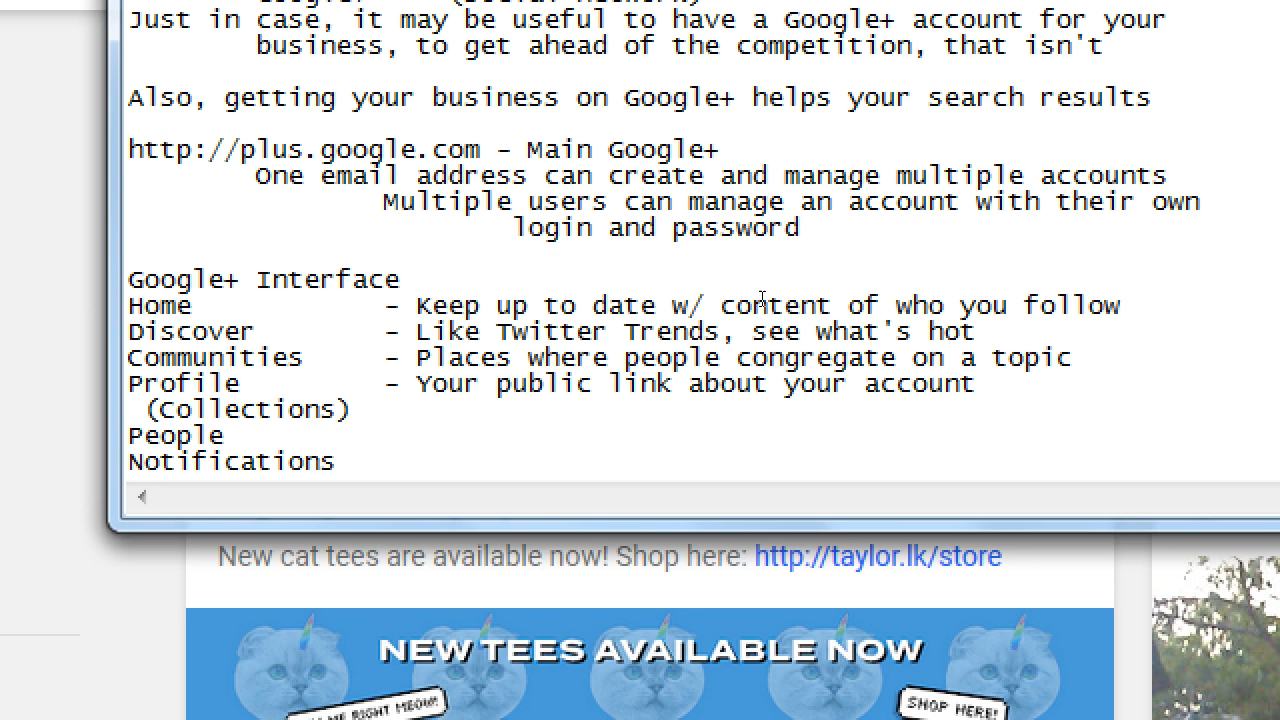 Just in case, it may be useful to have a Google+ account for your
business, to get ahead of the competition, that isn't
Also, getting your business on Google+ helps your search results
http://plus.google.com - Main Google+
One email address can create and manage multiple accounts
Multiple users can manage an account with their own
login and password
Google+ Interface
Home - Keep up to date w/ content of who you follow
Discover - Like Twitter Trends, see what's hot
Communities - Places where people congregate on a topic
Profile - Your public link about your account
(Collections)
People
Notifications
New cat tees are available now! Shop here: http://taylor.lk/store
NEW TEES AVAILABLE NOW
ME RIGHT MEOW!
SHOP HERE!